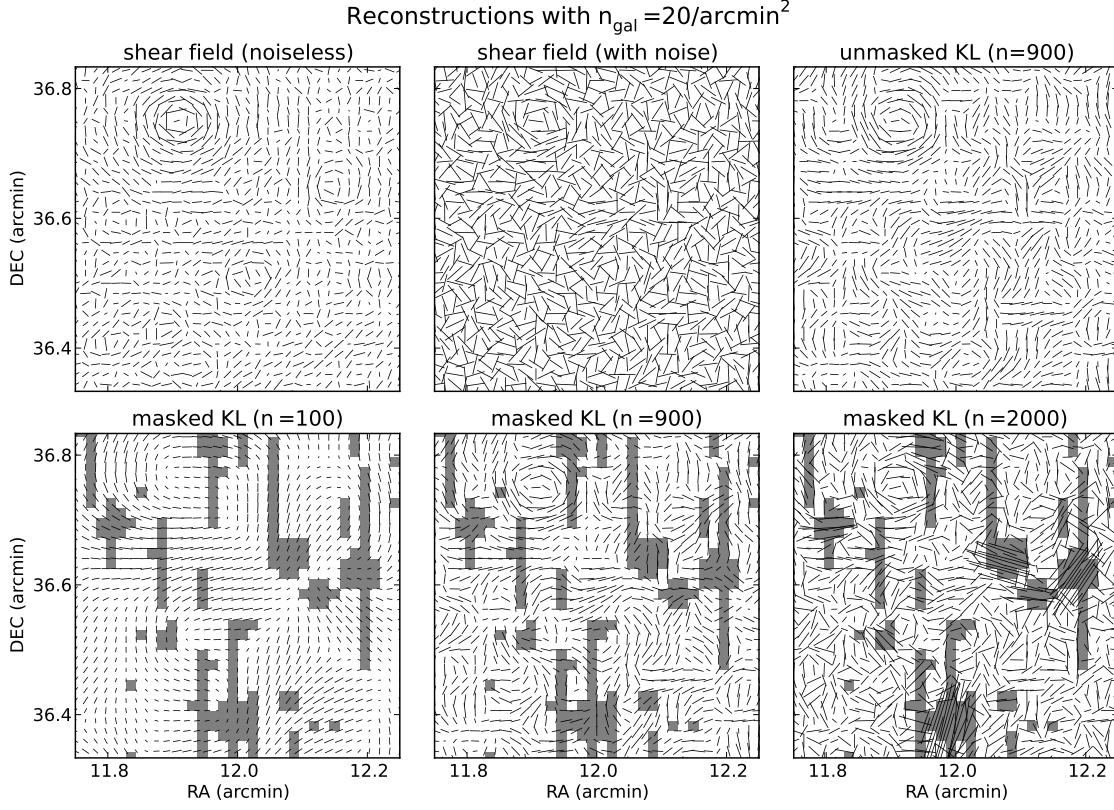 Reconstructions with n_gal =20/arcmin^2
shear field (noiseless)
shear field (with noise)
unmasked KL (n=900)
36.8
36.6
36.4
DEC (arcmin)
masked KL (n =100)
masked KL (n =900)
masked KL (n =2000)
36.8
36.6
36.4
DEC (arcmin)
11.8 12.0 12.2
11.8 12.0 12.2
11.8 12.0 12.2
RA (arcmin)
RA (arcmin)
RA (arcmin)